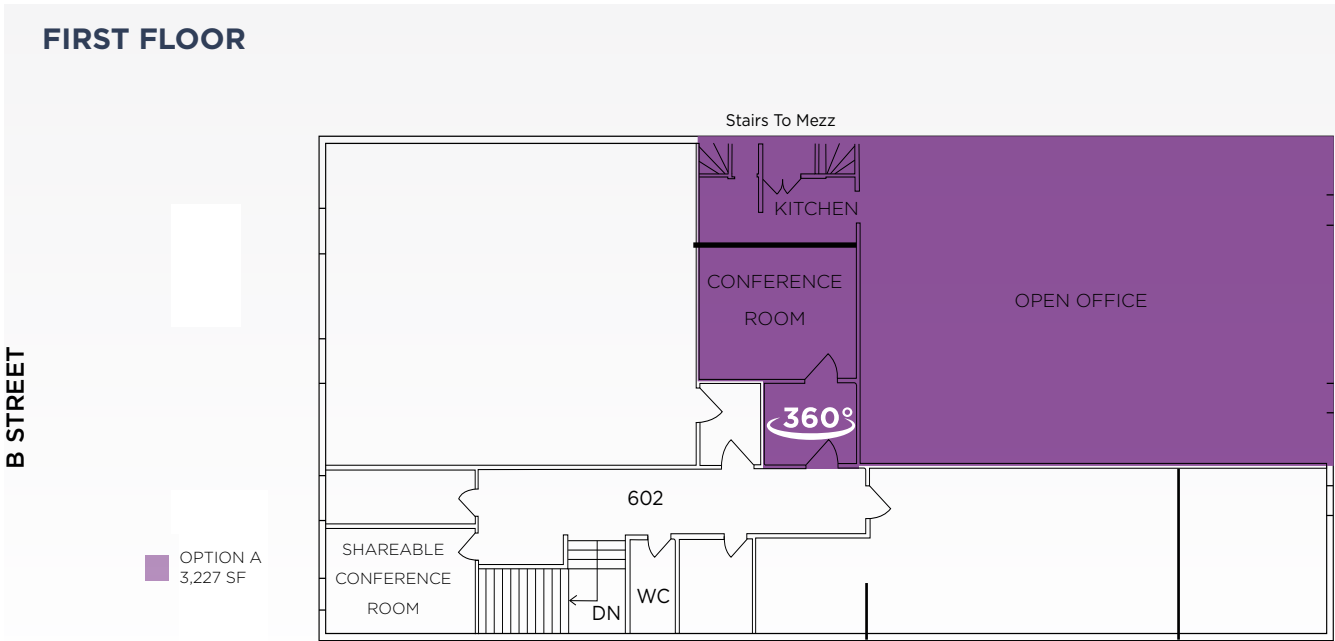 FIRST FLOOR
Stairs To Mezz
KITCHEN
CONFERENCE
ROOM
OPEN OFFICE
B STREET
360°
602
OPTION A
3,227 SF
SHAREABLE
CONFERENCE
ROOM
DN
WC